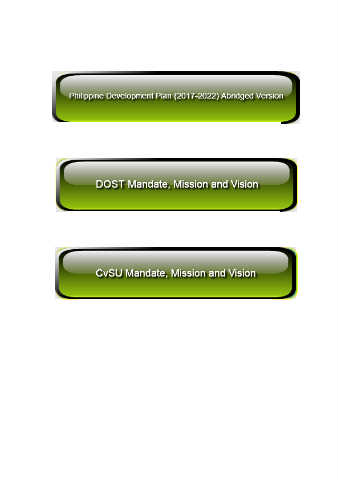 Philippine Development Plan (2017-2022) Abridged Version
DOST Mandate, Mission and Vision
CvSU Mandate, Mission and Vision